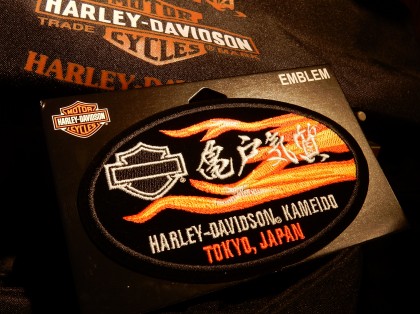 HARLEY-DAVIDSON
TRADE
CYCLES
MARK
HARLEY-D
EMBLEM
MOTOR
HARLEY-DAVIDSON
CYCLES
亀戸気質
HARLEY-DAVIDSON® KAMEIDO
TOKYO, JAPAN